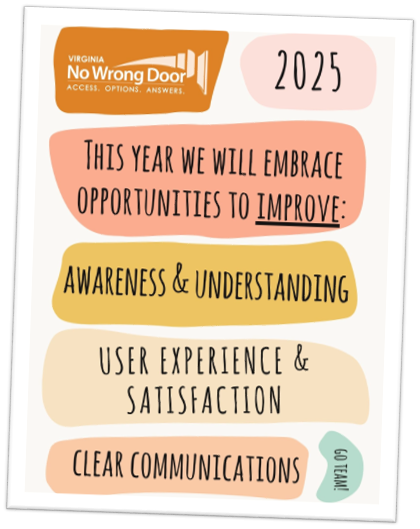 VIRGINIA
No Wrong Door
ACCESS. OPTIONS. ANSWERS.
2025
THIS YEAR WE WILL EMBRACE
OPPORTUNITIES TO IMPROVE:
AWARENESS & UNDERSTANDING
USER EXPERIENCE &
SATISFACTION
CLEAR COMMUNICATIONS
GO TEAM!